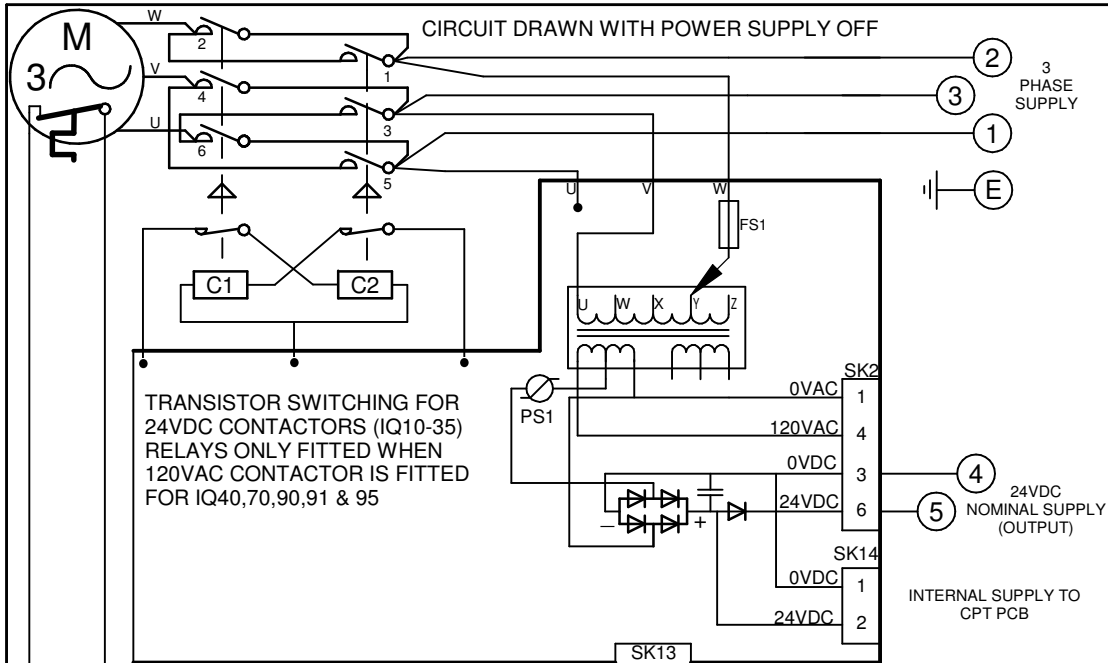 CIRCUIT DRAWN WITH POWER SUPPLY OFF
M
3
W
V
U
2
4
6
1
3
5
2
3
1
E
3
PHASE
SUPPLY
U
V
W
FS1
C1
C2
U
W
X
Y
Z
PS1
TRANSISTOR SWITCHING FOR
24VDC CONTACTORS (IQ10-35)
RELAYS ONLY FITTED WHEN
120VAC CONTACTOR IS FITTED
FOR IQ40,70,90,91 & 95
SK2
0VAC 1
120VAC 4
0VDC 3
24VDC 6
– +
4
5
24VDC
NOMINAL SUPPLY
(OUTPUT)
SK14
0VDC 1
24VDC 2
INTERNAL SUPPLY TO
CPT PCB
SK13